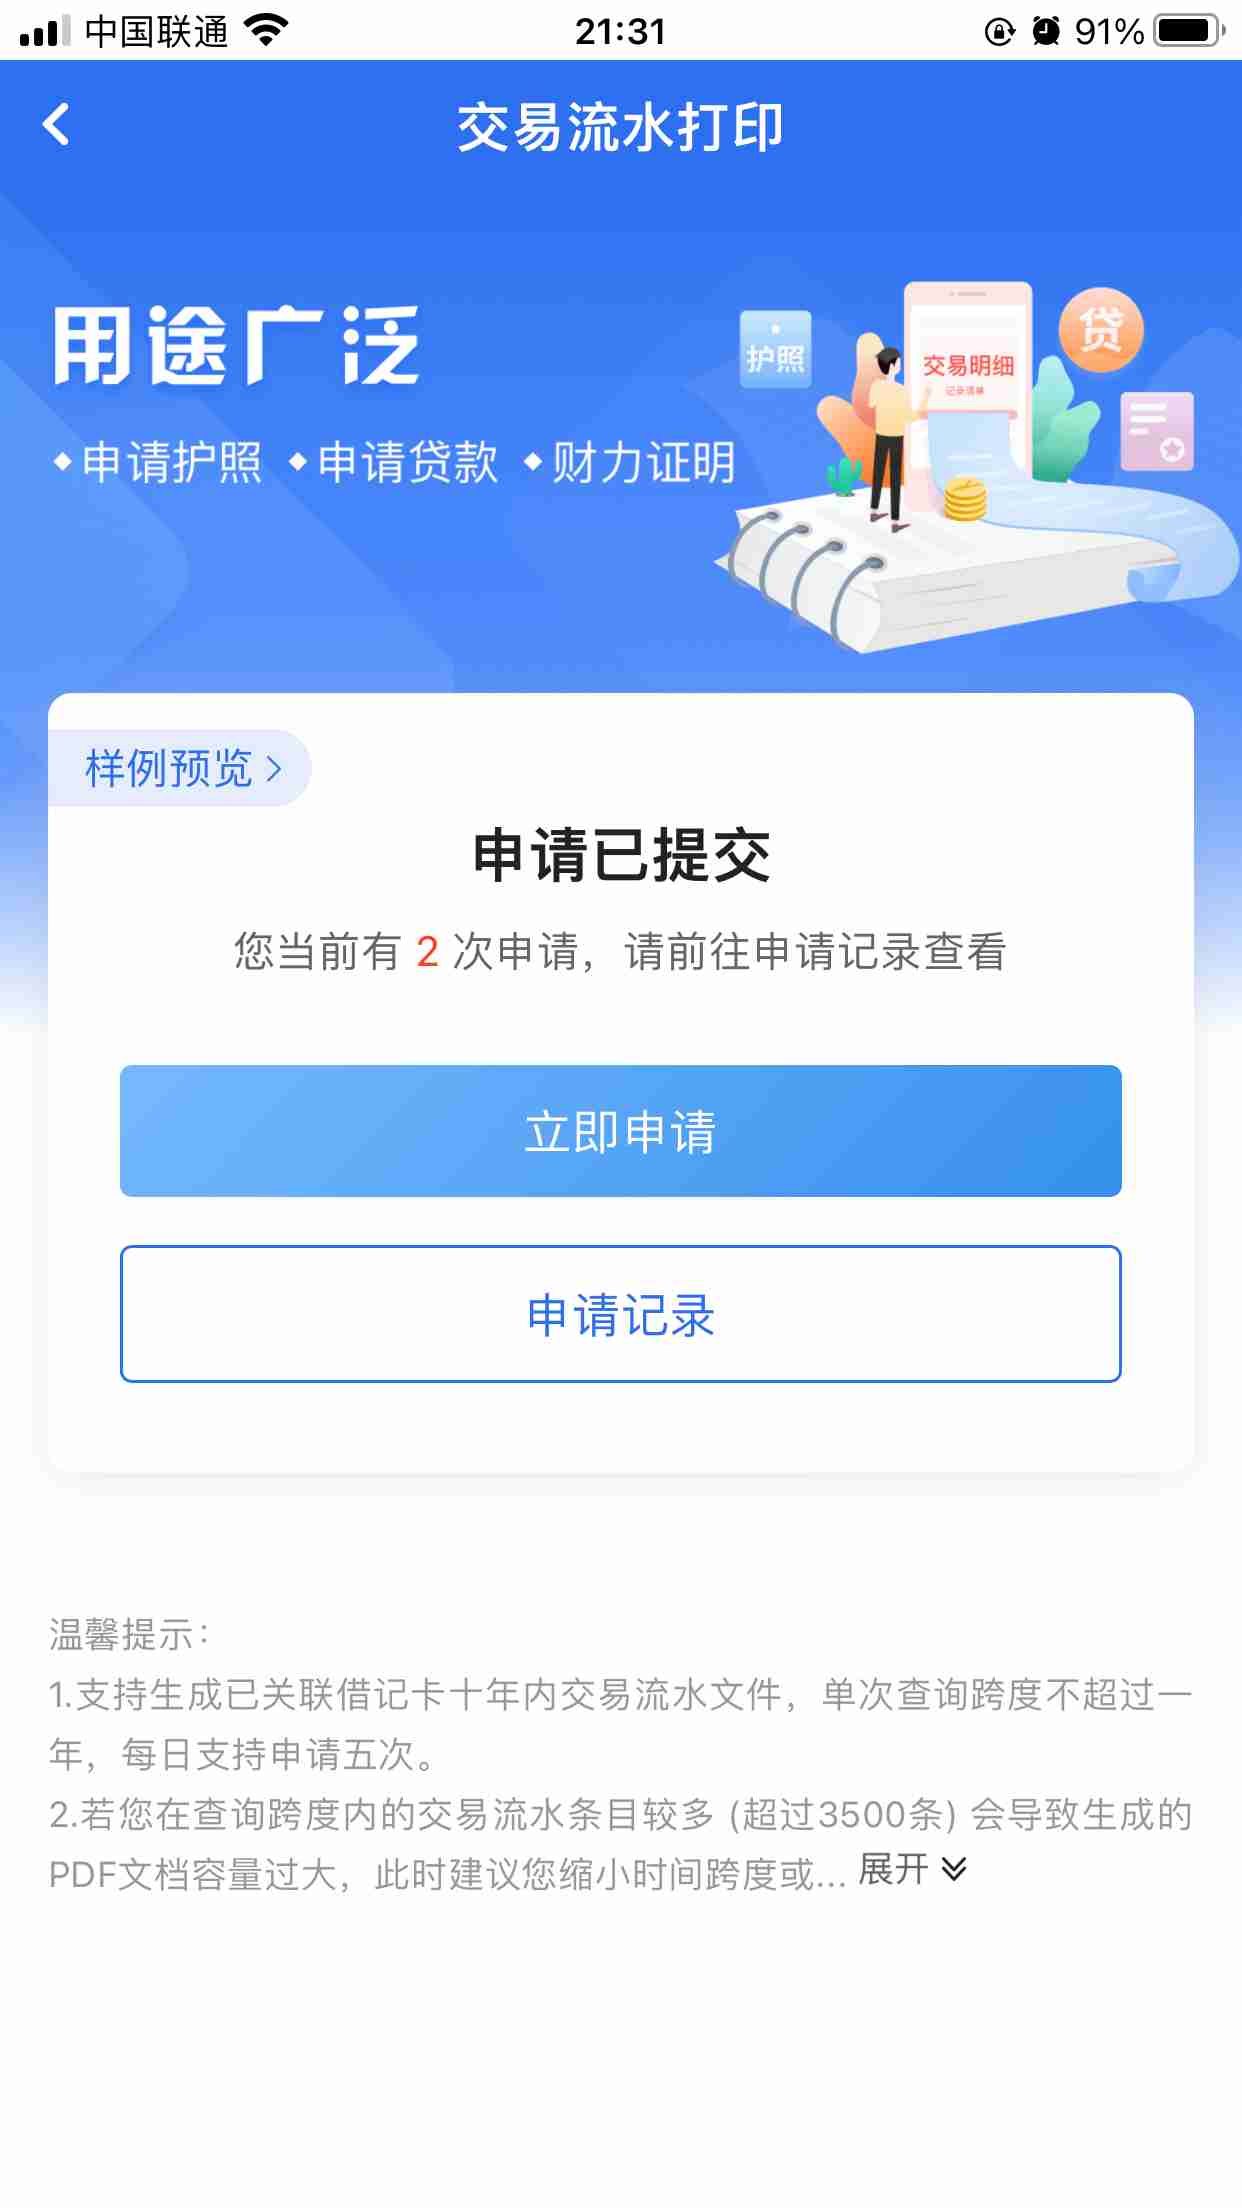 中国联通 21:31 91%
交易流水打印
用途广泛
申请护照 申请贷款 财力证明
护照
交易明细
记录清单
贷
样例预览
申请已提交
您当前有 2 次申请，请前往申请记录查看
立即申请
申请记录
温馨提示：
1.支持生成已关联借记卡十年内交易流水文件，单次查询跨度不超过一
年，每日支持申请五次。
2.若您在查询跨度内的交易流水条目较多 (超过3500条) 会导致生成的
PDF文档容量过大，此时建议您缩小时间跨度或... 展开